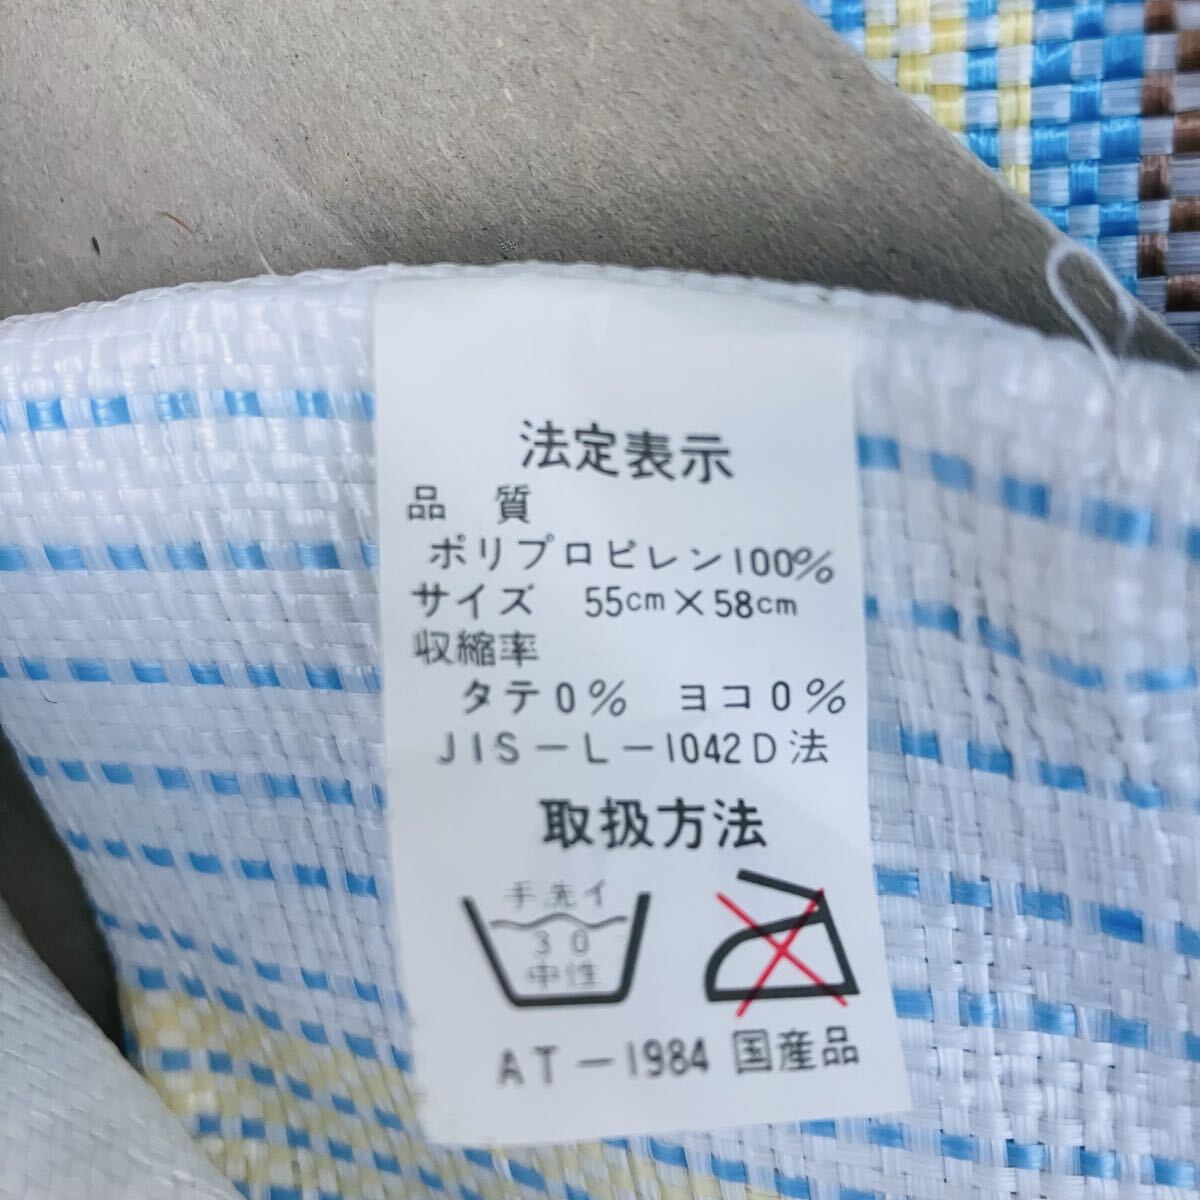 法定表示
品 質
ポリプロピレン100%
サイズ 55cm×58cm
収縮率
タテ0% ヨコ0%
JIS-L-1042D法
取扱方法
手洗イ
30
中性
AT-1984 国産品